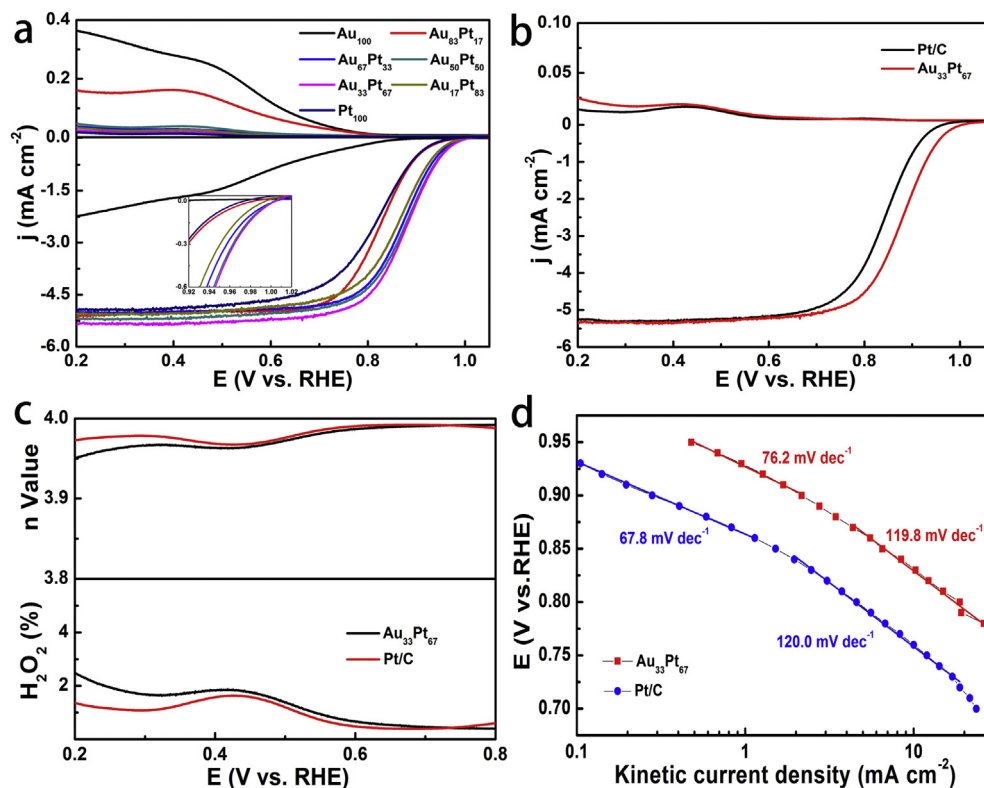 a
0.4
0.2
0.0
-1.5
-3.0
-4.5
-6.0
j (mA cm-2)
Au100 Au83Pt17
Au67Pt33 Au50Pt50
Au33Pt67 Au17Pt83
Pt100
0.0
-0.3
-0.6
0.92 0.94 0.96 0.98 1.00 1.02
0.2 0.4 0.6 0.8 1.0
E (V vs. RHE)
b
0.10
0.05
0
-1
-2
-3
-4
-5
-6
j (mA cm-2)
Pt/C
Au33Pt67
0.2 0.4 0.6 0.8 1.0
E (V vs. RHE)
c
4.0
3.9
3.8
n Value
4
2
H2O2 (%)
Au33Pt67
Pt/C
0.2 0.3 0.4 0.5 0.6 0.7 0.8
E (V vs. RHE)
d
0.95
0.90
0.85
0.80
0.75
0.70
E (V vs.RHE)
76.2 mV dec-1
67.8 mV dec-1
119.8 mV dec-1
120.0 mV dec-1
Au33Pt67
Pt/C
0.1 1 10
Kinetic current density (mA cm-2)